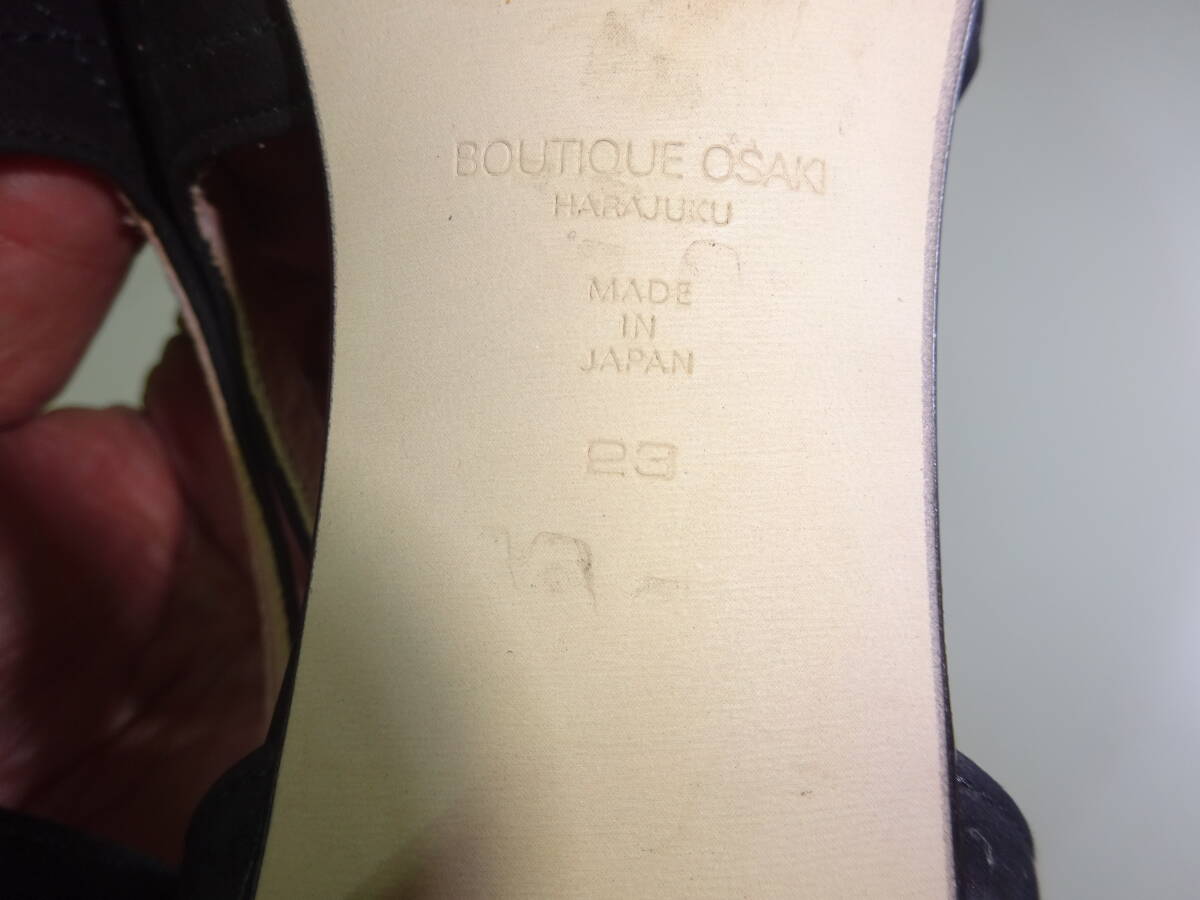 BOUTIQUE OSAKI
HARAJUKU
MADE
IN
JAPAN
23